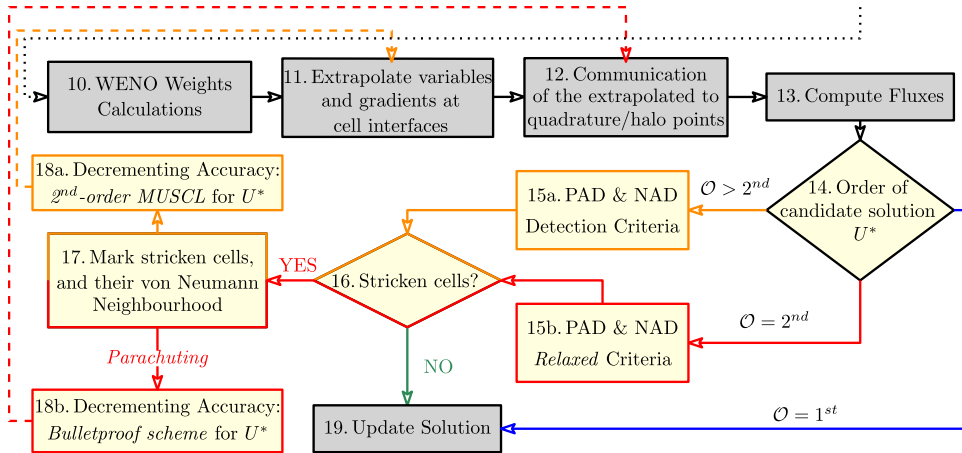 10. WENO Weights
Calculations
11. Extrapolate variables
and gradients at
cell interfaces
12. Communication
of the extrapolated to
quadrature/halo points
13. Compute Fluxes
14. Order of
candidate solution
U*
O > 2nd
15a. PAD & NAD
Detection Criteria
O = 2nd
15b. PAD & NAD
Relaxed Criteria
16. Stricken cells?
YES
NO
17. Mark stricken cells,
and their von Neumann
Neighbourhood
18a. Decrementing Accuracy:
2nd-order MUSCL for U*
Parachuting
18b. Decrementing Accuracy:
Bulletproof scheme for U*
19. Update Solution
O = 1st